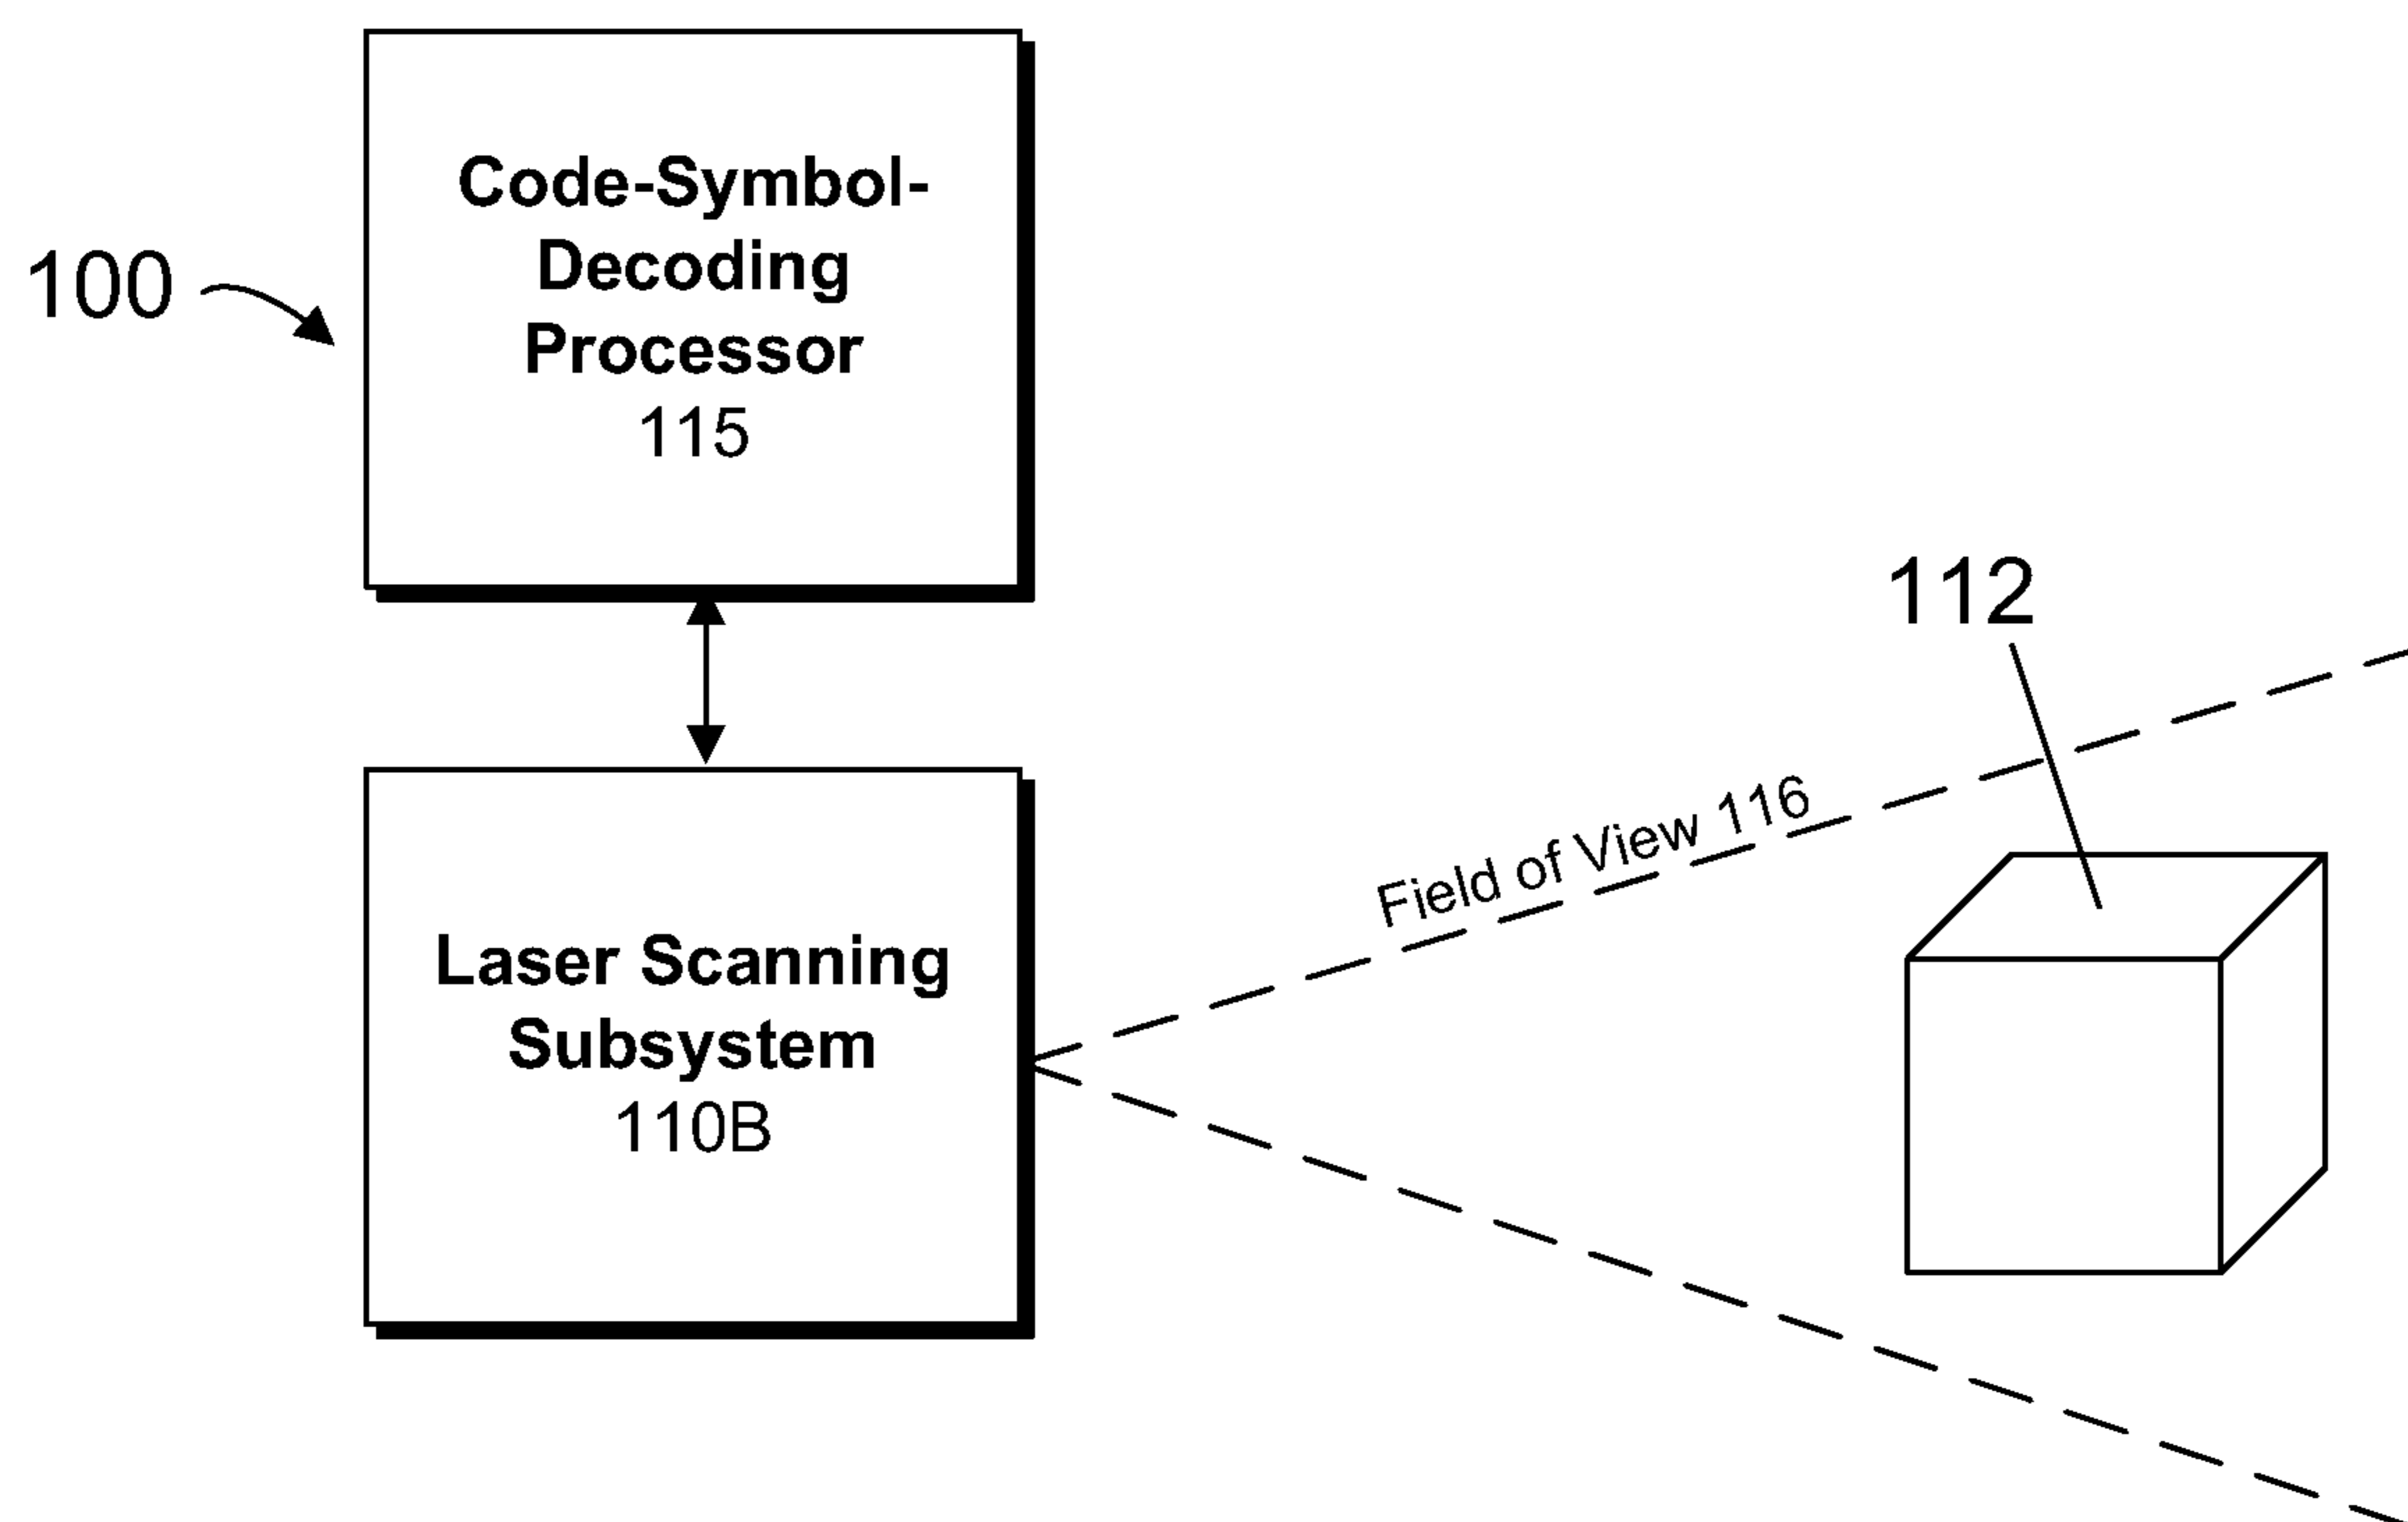 100
Code-Symbol-
Decoding
Processor
115
Laser Scanning
Subsystem
110B
Field of View 116
112